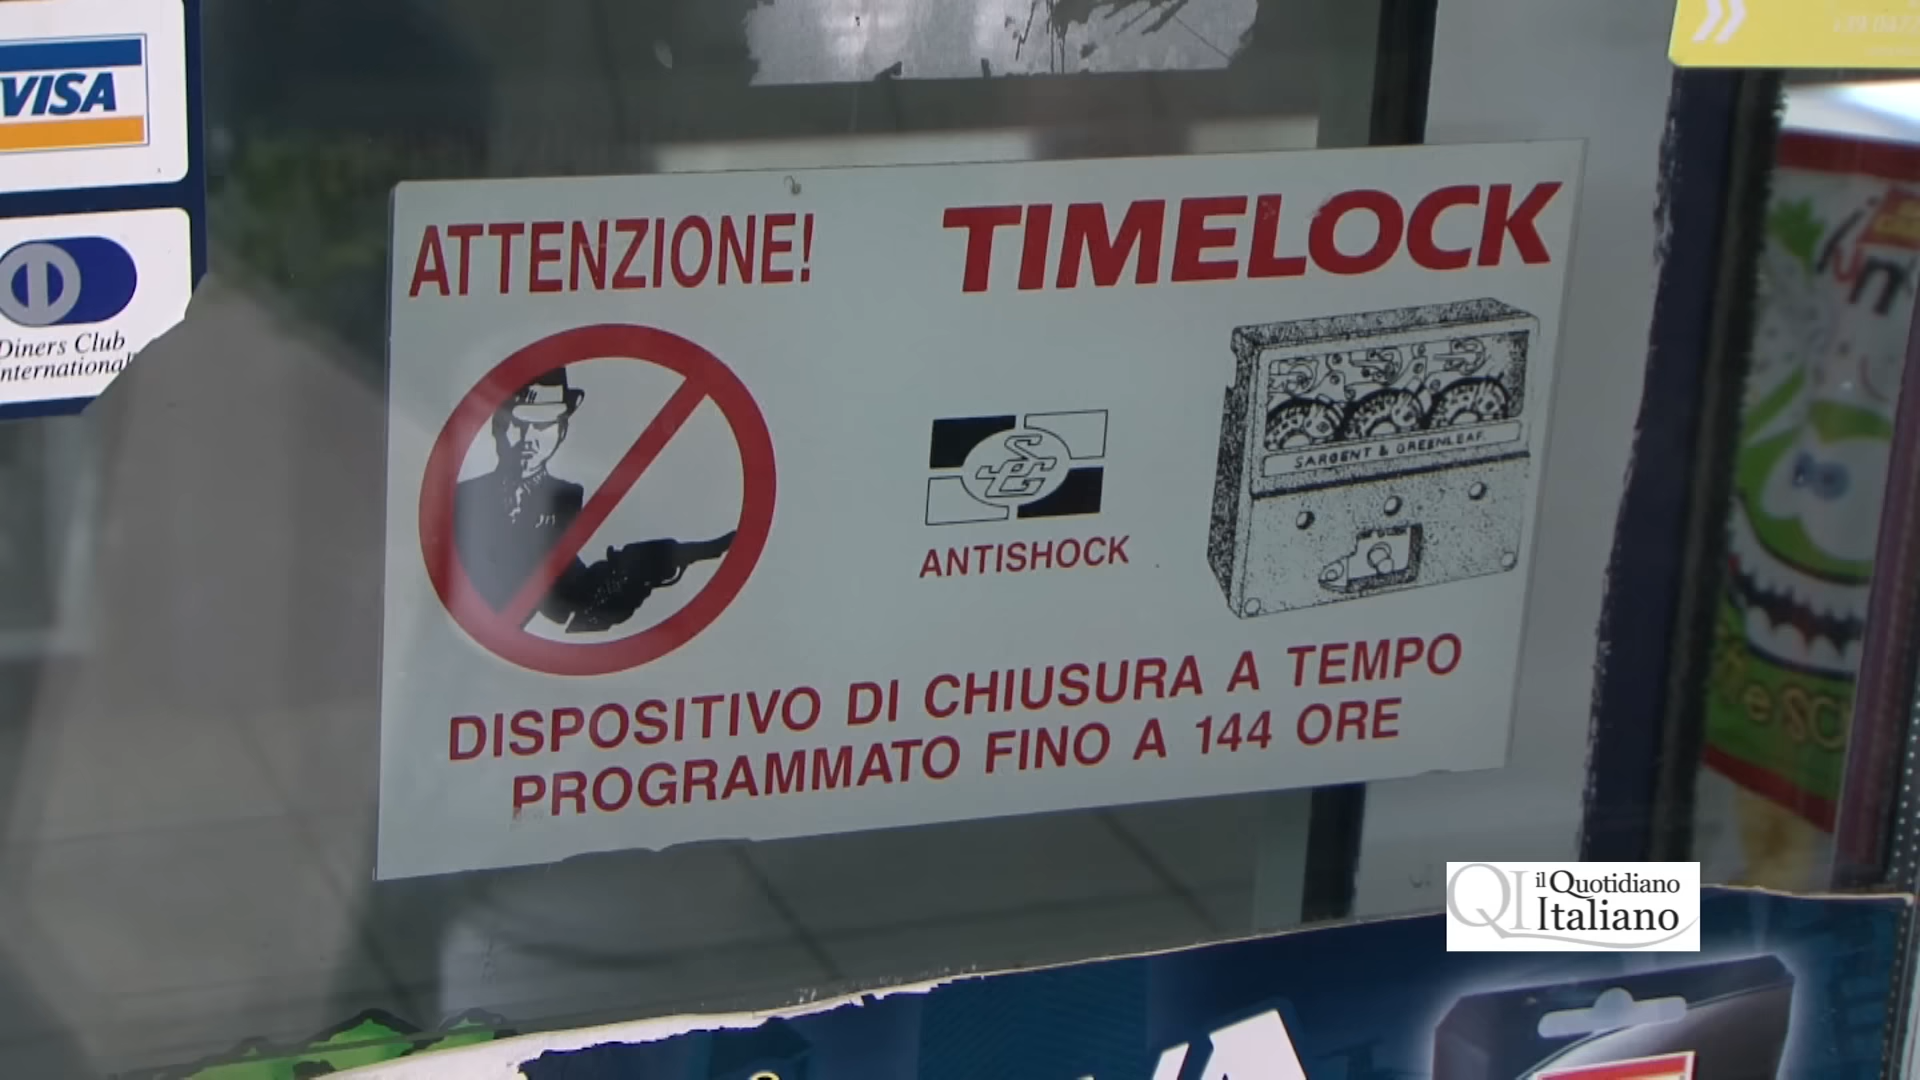 VISA
Diners Club
International
ATTENZIONE!
TIMELOCK
SARGENT & GREENLEAF.
ANTISHOCK
DISPOSITIVO DI CHIUSURA A TEMPO
PROGRAMMATO FINO A 144 ORE
QI il Quotidiano
Italiano